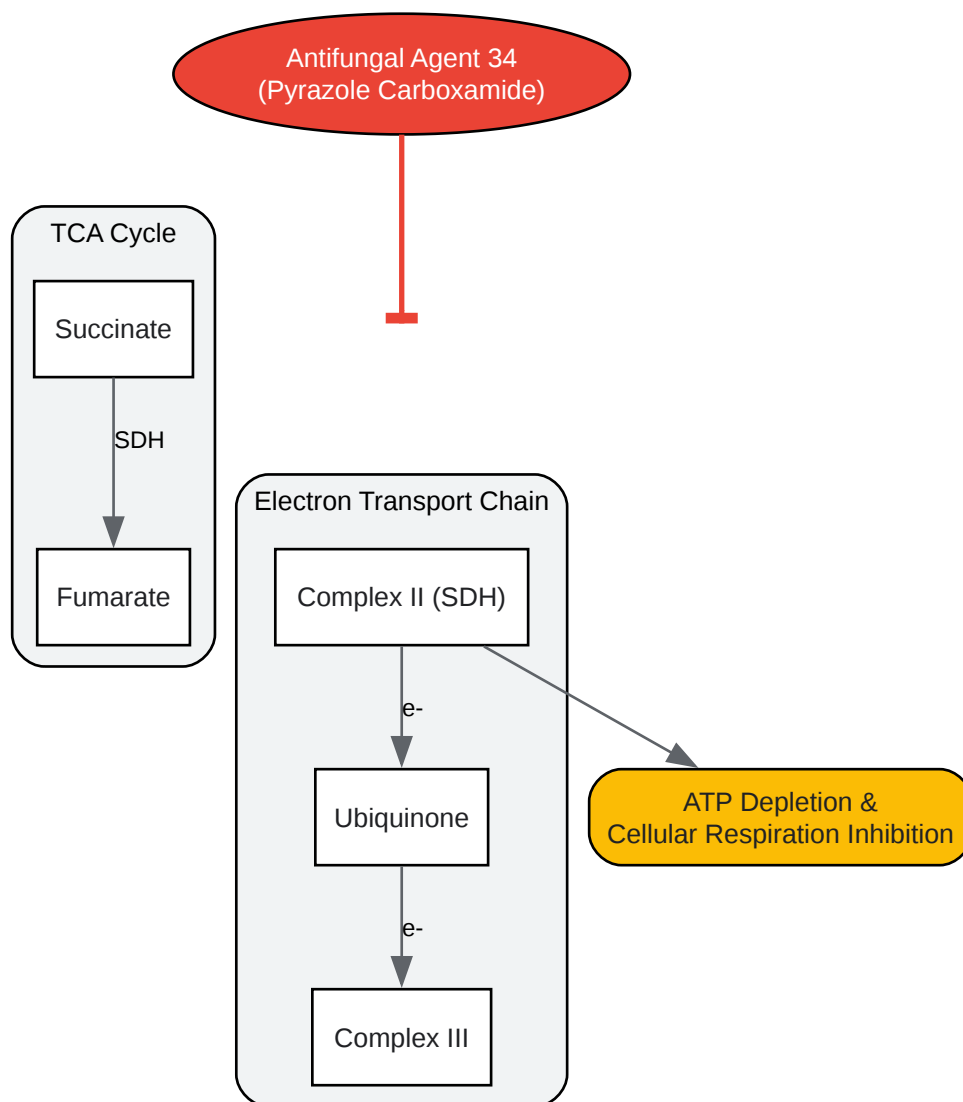 Antifungal Agent 34
(Pyrazole Carboxamide)
TCA Cycle
Succinate
SDH
Fumarate
Electron Transport Chain
Complex II (SDH)
e-
Ubiquinone
ATP Depletion &
Cellular Respiration Inhibition
e-
Complex III